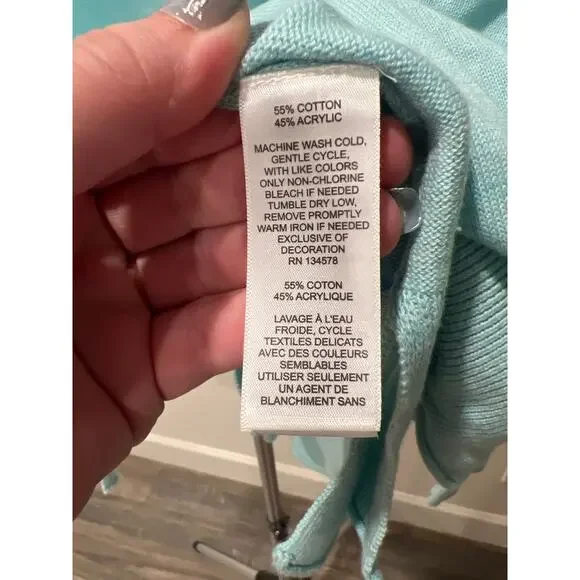 55% COTTON
45% ACRYLIC
MACHINE WASH COLD,
GENTLE CYCLE,
WITH LIKE COLORS
ONLY NON-CHLORINE
BLEACH IF NEEDED
TUMBLE DRY LOW,
REMOVE PROMPTLY
WARM IRON IF NEEDED
EXCLUSIVE OF
DECORATION
RN 134578
55% COTON
45% ACRYLIQUE
LAVAGE À L'EAU
FROIDE, CYCLE
TEXTILES DELICATS
AVEC DES COULEURS
SEMBLABLES
UTILISER SEULEMENT
UN AGENT DE
BLANCHIMENT SANS